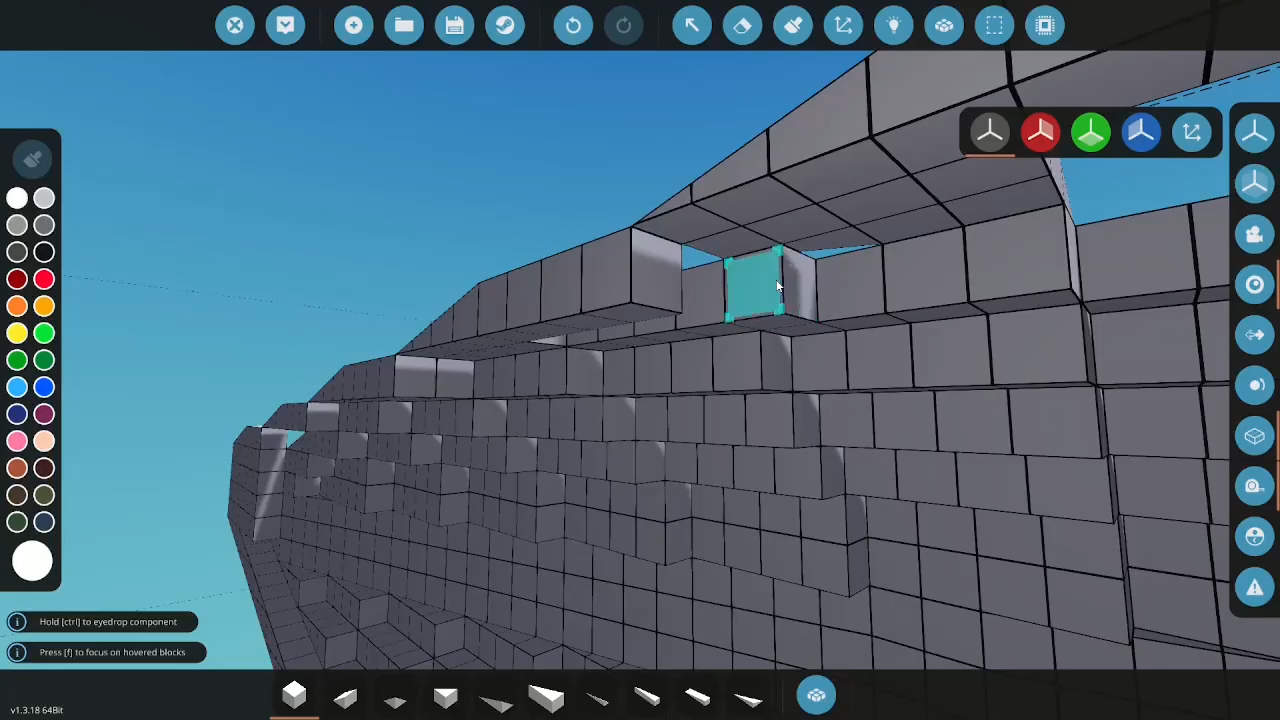 Hold [ctrl] to eyedrop component
Press [f] to focus on hovered blocks
v1.3.18 64Bit